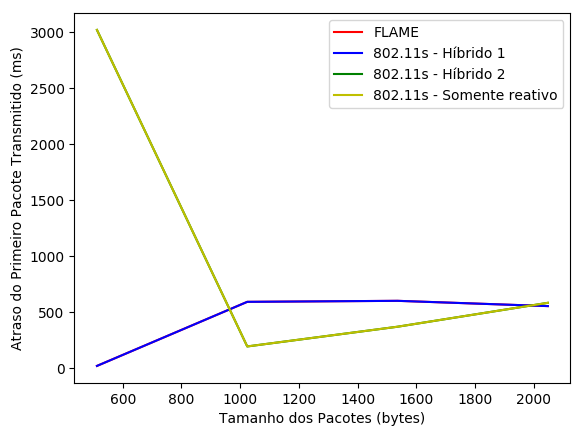 3000
2500
2000
1500
1000
500
0
Atraso do Primeiro Pacote Transmitido (ms)
FLAME
802.11s - Híbrido 1
802.11s - Híbrido 2
802.11s - Somente reativo
600 800 1000 1200 1400 1600 1800 2000
Tamanho dos Pacotes (bytes)